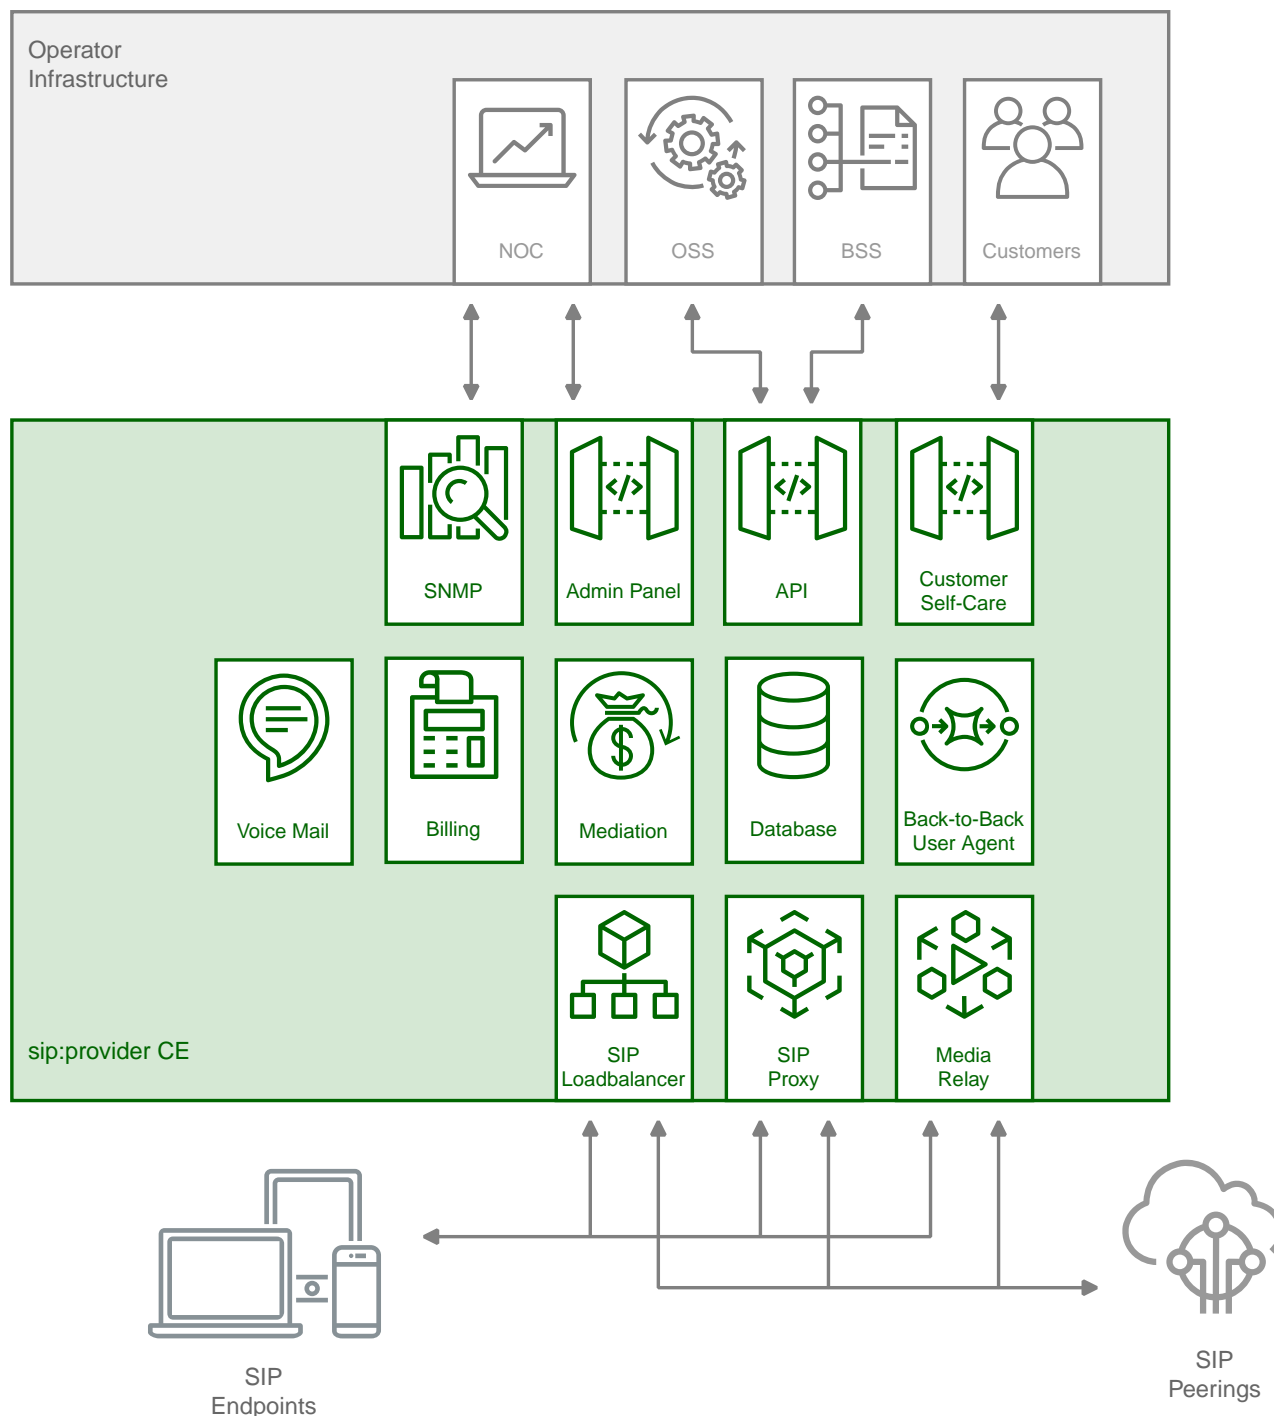 Operator
Infrastructure
NOC
OSS
BSS
Customers
SNMP
Admin Panel
API
Customer
Self-Care
Voice Mail
Billing
Mediation
Database
Back-to-Back
User Agent
sip:provider CE
SIP
Loadbalancer
SIP
Proxy
Media
Relay
SIP
Endpoints
SIP
Peerings